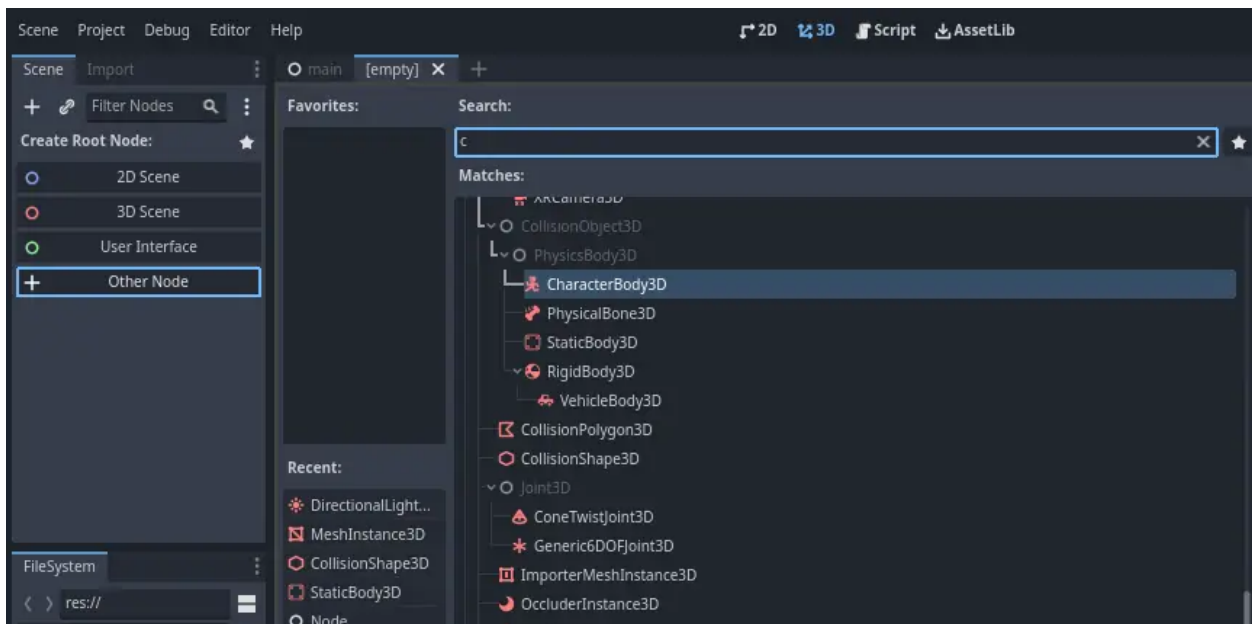 Scene Project Debug Editor Help 2D 3D Script AssetLib
Scene Import
main [empty]
Filter Nodes
Create Root Node:
2D Scene
3D Scene
User Interface
Other Node
Favorites:
Recent:
DirectionalLight...
MeshInstance3D
CollisionShape3D
StaticBody3D
Node
Search:
c
Matches:
XRCamera3D
CollisionObject3D
PhysicsBody3D
CharacterBody3D
PhysicalBone3D
StaticBody3D
RigidBody3D
VehicleBody3D
CollisionPolygon3D
CollisionShape3D
Joint3D
ConeTwistJoint3D
Generic6DOFJoint3D
ImporterMeshInstance3D
OccluderInstance3D
FileSystem
res://